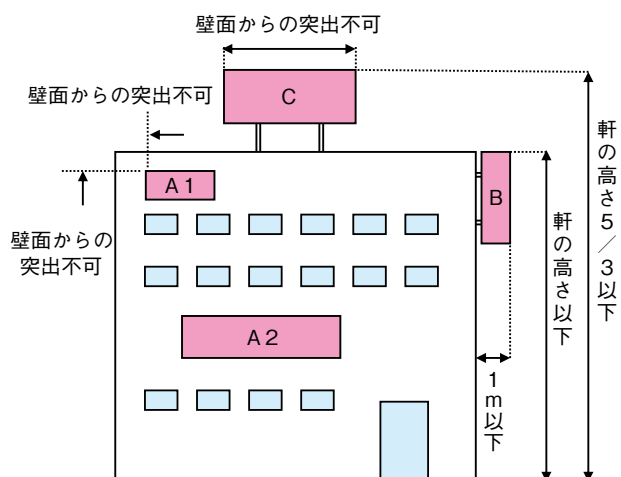 壁面からの突出不可
C
壁面からの突出不可
A1
壁面からの
突出不可
B
A2
1m以下
軒の高さ以下
軒の高さ5/3以下